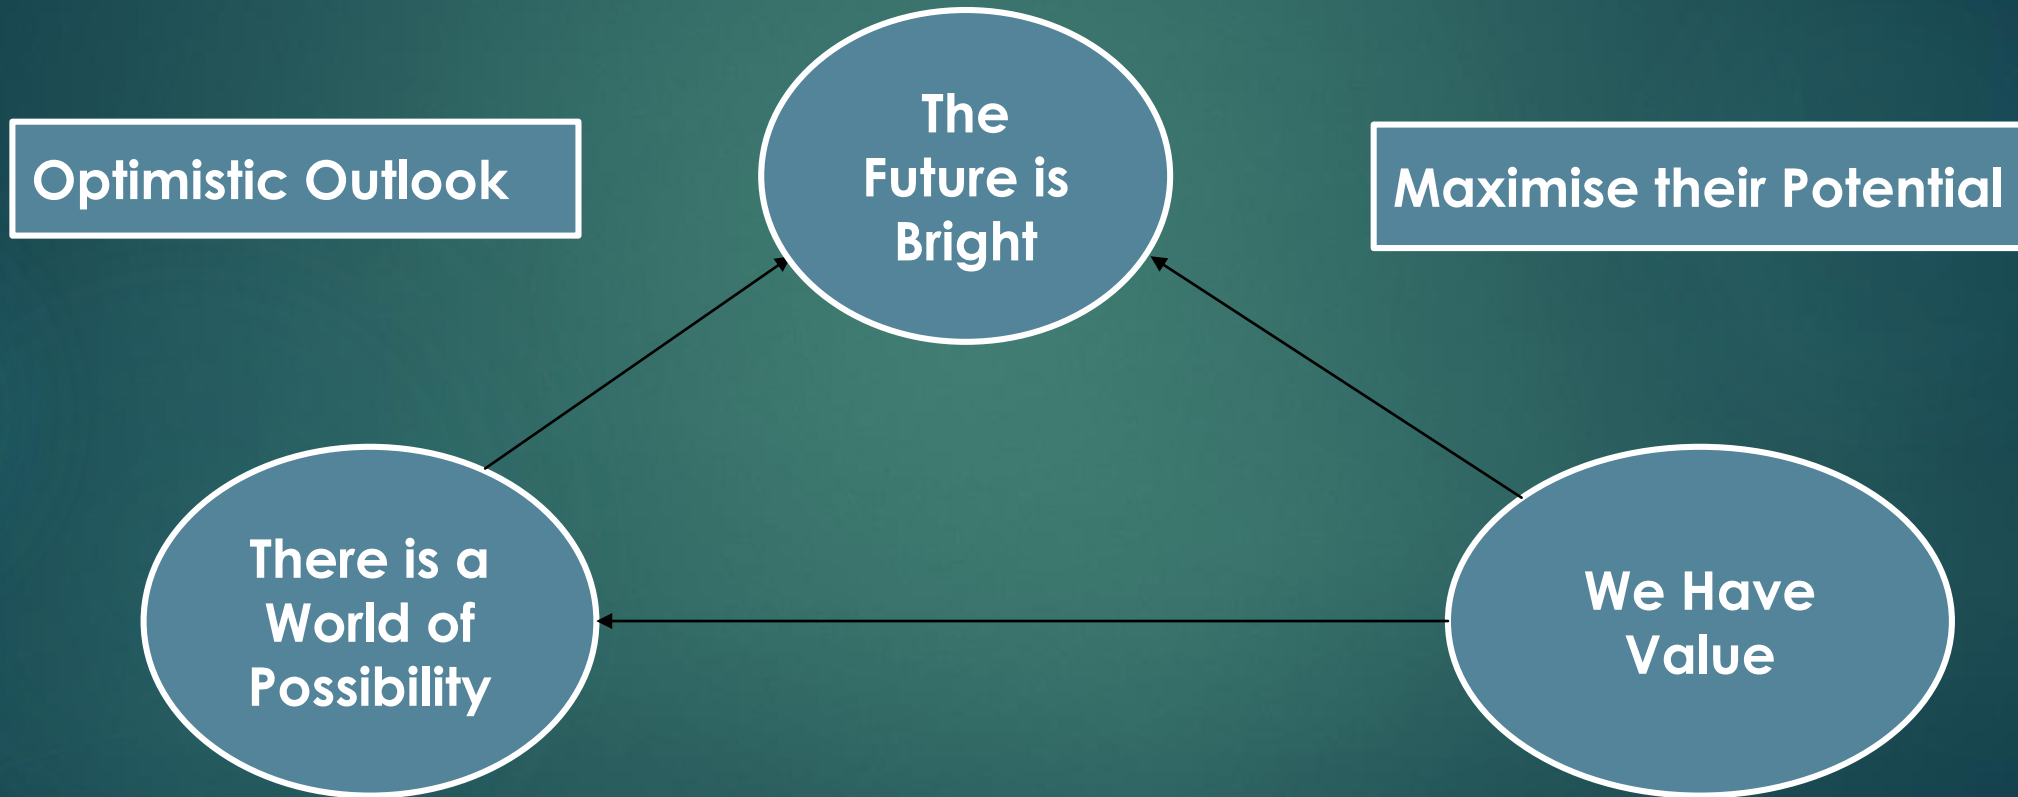 Optimistic Outlook
The
Future is
Bright
Maximise their Potential
There is a
World of
Possibility
We Have
Value